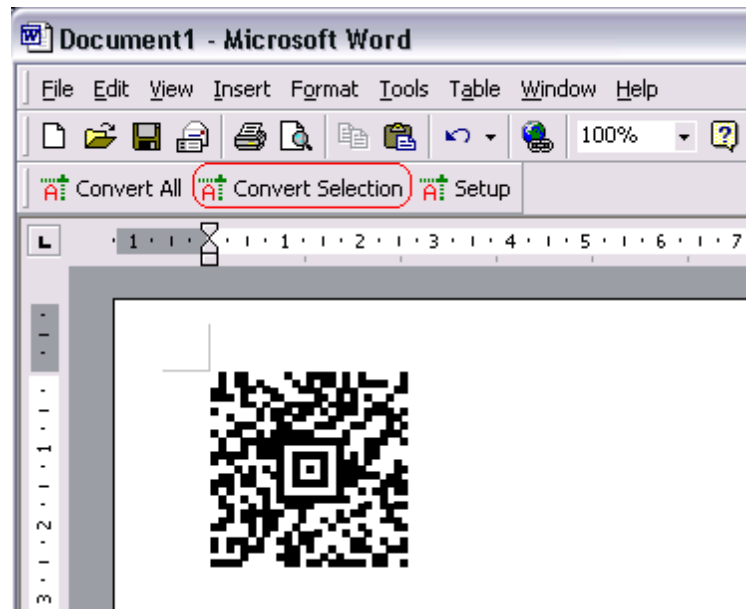 Document1 - Microsoft Word
File Edit View Insert Format Tools Table Window Help
100%
Convert All Convert Selection Setup
1 1 2 3 4 5 6 7
1
2
3